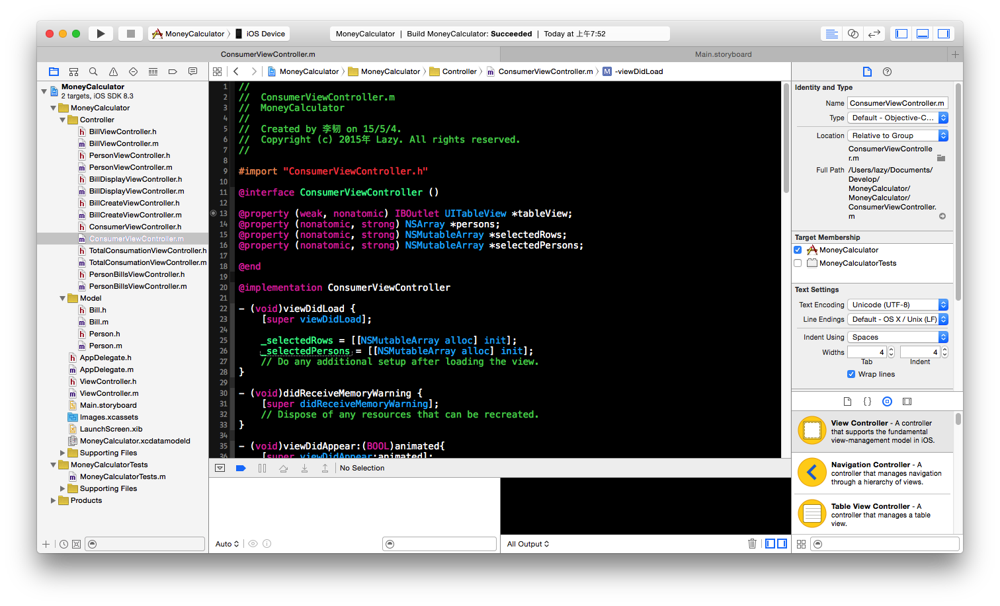 MoneyCalculator 〉 iOS Device
MoneyCalculator | Build MoneyCalculator: Succeeded | Today at 上午7:52
ConsumerViewController.m
Main.storyboard
MoneyCalculator 〉 MoneyCalculator 〉 Controller 〉 ConsumerViewController.m 〉 M -viewDidLoad
MoneyCalculator
2 targets, iOS SDK 8.3
MoneyCalculator
Controller
h BillViewController.h
m BillViewController.m
h PersonViewController.h
m PersonViewController.m
h BillDisplayViewController.h
m BillDisplayViewController.m
h BillCreateViewController.h
m BillCreateViewController.m
h ConsumerViewController.h
m ConsumerViewController.m
h TotalConsumationViewController.h
m TotalConsumationViewController.m
h PersonBillsViewController.h
m PersonBillsViewController.m
Model
h Bill.h
m Bill.m
h Person.h
m Person.m
h AppDelegate.h
m AppDelegate.m
h ViewController.h
m ViewController.m
Main.storyboard
Images.xcassets
LaunchScreen.xib
MoneyCalculator.xcdatamodeld
Supporting Files
MoneyCalculatorTests
m MoneyCalculatorTests.m
Supporting Files
Products
1 //
2 //  ConsumerViewController.m
3 //  MoneyCalculator
4 //
5 //  Created by 李韧 on 15/5/4.
6 //  Copyright (c) 2015年 Lazy. All rights reserved.
7 //
8
9 #import "ConsumerViewController.h"
10
11 @interface ConsumerViewController ()
12
13 @property (weak, nonatomic) IBOutlet UITableView *tableView;
14 @property (nonatomic, strong) NSArray *persons;
15 @property (nonatomic, strong) NSMutableArray *selectedRows;
16 @property (nonatomic, strong) NSMutableArray *selectedPersons;
17
18 @end
19
20 @implementation ConsumerViewController
21
22 - (void)viewDidLoad {
23     [super viewDidLoad];
24
25     _selectedRows = [[NSMutableArray alloc] init];
26     _selectedPersons = [[NSMutableArray alloc] init];
27     // Do any additional setup after loading the view.
28 }
29
30 - (void)didReceiveMemoryWarning {
31     [super didReceiveMemoryWarning];
32     // Dispose of any resources that can be recreated.
33 }
34
35 - (void)viewDidAppear:(BOOL)animated{
36     [super viewDidAppear:animated];
No Selection
Auto
All Output
Identity and Type
Name ConsumerViewController.m
Type Default - Objective-C...
Location Relative to Group
ConsumerViewControlle
r.m
Full Path /Users/lazy/Documents/
Develop/
MoneyCalculator/
MoneyCalculator/
ConsumerViewController.
m
Target Membership
MoneyCalculator
MoneyCalculatorTests
Text Settings
Text Encoding Unicode (UTF-8)
Line Endings Default - OS X / Unix (LF)
Indent Using Spaces
Widths 4 4
Tab Indent
Wrap lines
{}
View Controller - A controller
that supports the fundamental
view-management model in iOS.
Navigation Controller - A
controller that manages navigation
through a hierarchy of views.
Table View Controller - A
controller that manages a table
view.